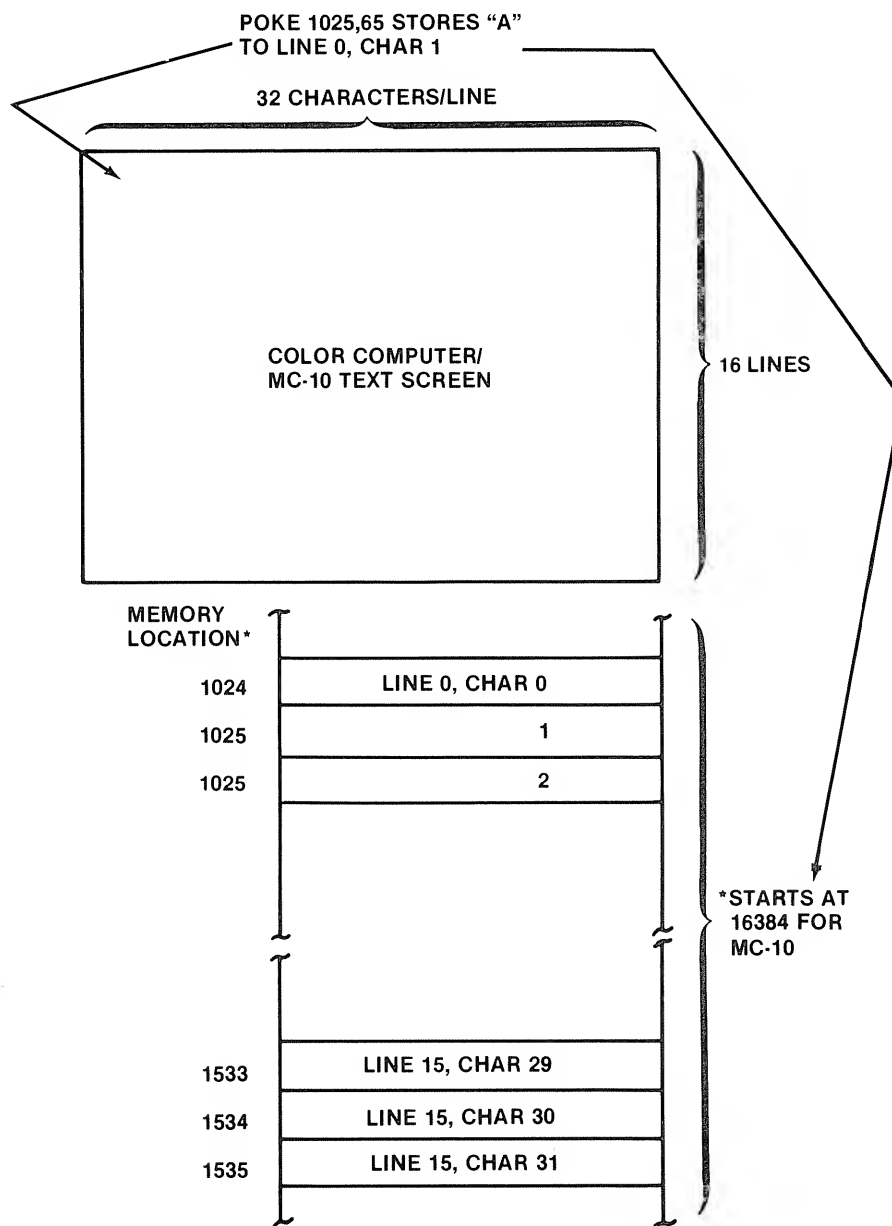 POKE 1025,65 STORES “A”
TO LINE 0, CHAR 1
32 CHARACTERS/LINE
COLOR COMPUTER/
MC-10 TEXT SCREEN
16 LINES
MEMORY
LOCATION*
1024 LINE 0, CHAR 0
1025 1
1025 2
*STARTS AT
16384 FOR
MC-10
1533 LINE 15, CHAR 29
1534 LINE 15, CHAR 30
1535 LINE 15, CHAR 31